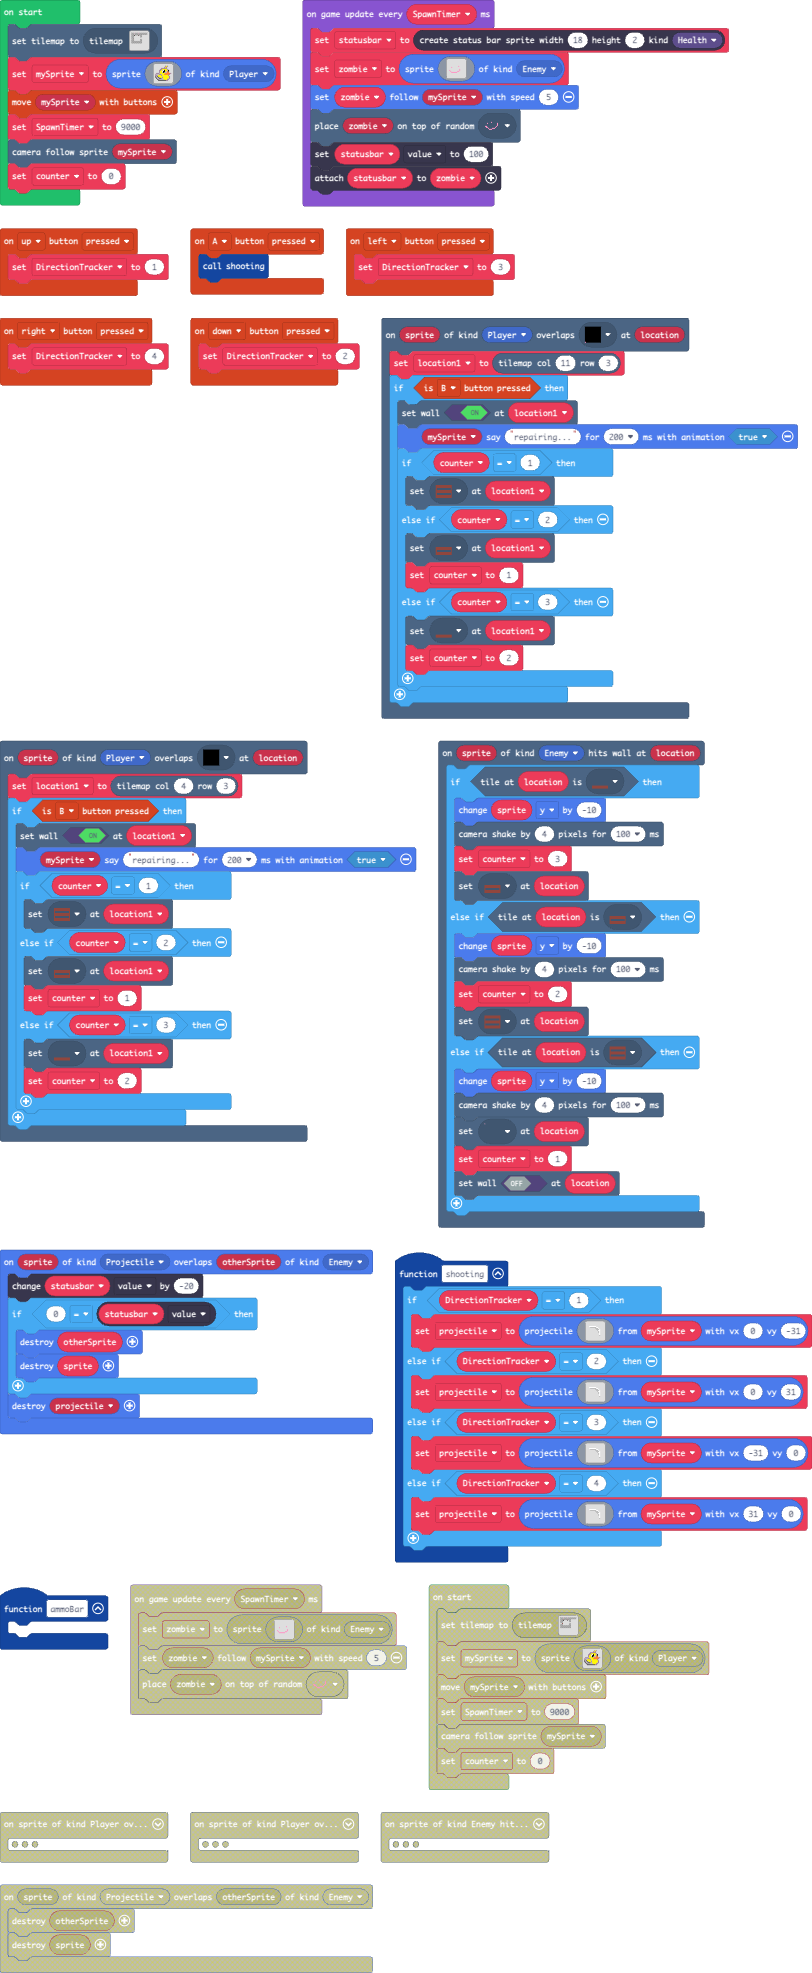 on start
set tilemap to tilemap
set mySprite to sprite of kind Player
move mySprite with buttons
set SpawnTimer to 9000
camera follow sprite mySprite
set counter to 0
on game update every SpawnTimer ms
set statusbar to create status bar sprite width 18 height 2 kind Health
set zombie to sprite of kind Enemy
set zombie follow mySprite with speed 5
place zombie on top of random
set statusbar value to 100
attach statusbar to zombie
on up button pressed
set DirectionTracker to 1
on A button pressed
call shooting
on left button pressed
set DirectionTracker to 3
on right button pressed
set DirectionTracker to 4
on down button pressed
set DirectionTracker to 2
on sprite of kind Player overlaps at location
set location1 to tilemap col 11 row 3
if is B button pressed then
set wall ON at location1
mySprite say "repairing..." for 200 ms with animation true
if counter = 1 then
set at location1
else if counter = 2 then
set at location1
set counter to 1
else if counter = 3 then
set at location1
set counter to 2
on sprite of kind Player overlaps at location
set location1 to tilemap col 4 row 3
if is B button pressed then
set wall ON at location1
mySprite say "repairing..." for 200 ms with animation true
if counter = 1 then
set at location1
else if counter = 2 then
set at location1
set counter to 1
else if counter = 3 then
set at location1
set counter to 2
on sprite of kind Enemy hits wall at location
if tile at location is then
change sprite y by -10
camera shake by 4 pixels for 100 ms
set counter to 3
set at location
else if tile at location is then
change sprite y by -10
camera shake by 4 pixels for 100 ms
set counter to 2
set at location
else if tile at location is then
change sprite y by -10
camera shake by 4 pixels for 100 ms
set at location
set counter to 1
set wall OFF at location
on sprite of kind Projectile overlaps otherSprite of kind Enemy
change statusbar value by -20
if 0 = statusbar value then
destroy otherSprite
destroy sprite
destroy projectile
function shooting
if DirectionTracker = 1 then
set projectile to projectile from mySprite with vx 0 vy -31
else if DirectionTracker = 2 then
set projectile to projectile from mySprite with vx 0 vy 31
else if DirectionTracker = 3 then
set projectile to projectile from mySprite with vx -31 vy 0
else if DirectionTracker = 4 then
set projectile to projectile from mySprite with vx 31 vy 0
function ammoBar
on game update every SpawnTimer ms
set zombie to sprite of kind Enemy
set zombie follow mySprite with speed 5
place zombie on top of random
on start
set tilemap to tilemap
set mySprite to sprite of kind Player
move mySprite with buttons
set SpawnTimer to 9000
camera follow sprite mySprite
set counter to 0
on sprite of kind Player ov...
on sprite of kind Player ov...
on sprite of kind Enemy hit...
on sprite of kind Projectile overlaps otherSprite of kind Enemy
destroy otherSprite
destroy sprite